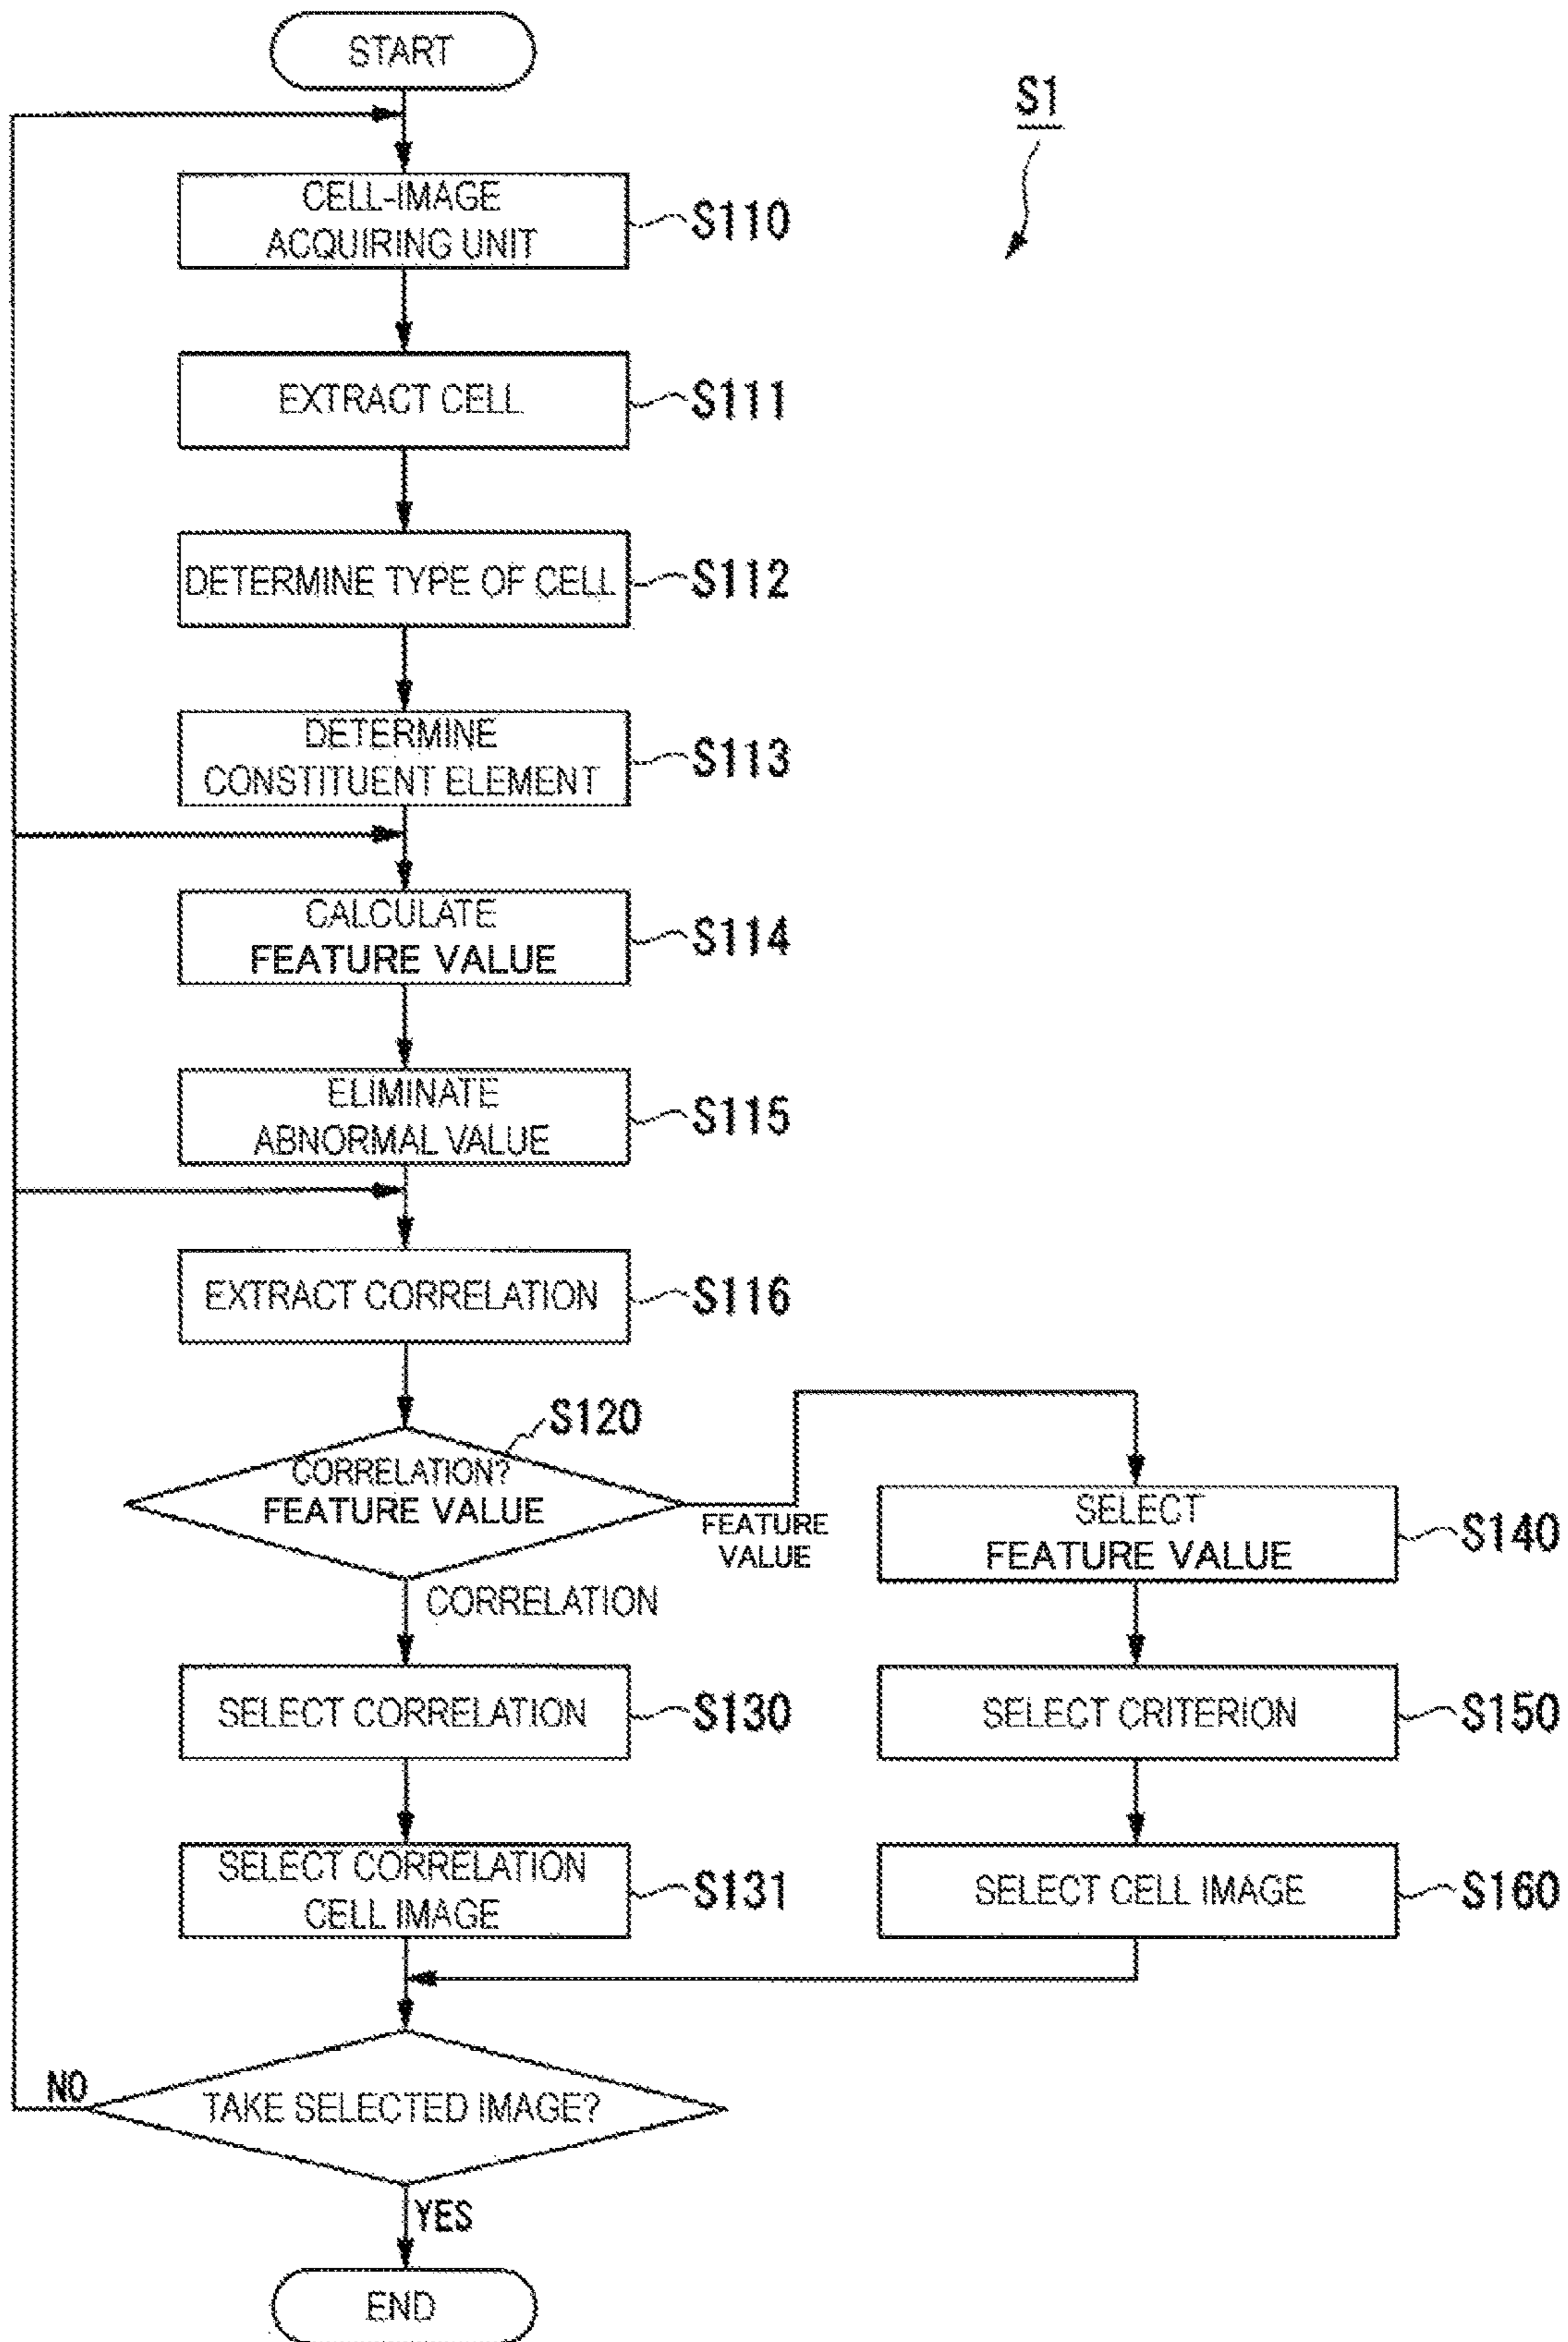 START
S1
CELL-IMAGE
ACQUIRING UNIT
S110
EXTRACT CELL
S111
DETERMINE TYPE OF CELL
S112
DETERMINE
CONSTITUENT ELEMENT
S113
CALCULATE
FEATURE VALUE
S114
ELIMINATE
ABNORMAL VALUE
S115
EXTRACT CORRELATION
S116
S120
CORRELATION?
FEATURE VALUE
FEATURE
VALUE
CORRELATION
SELECT
FEATURE VALUE
S140
SELECT CORRELATION
S130
SELECT CRITERION
S150
SELECT CORRELATION
CELL IMAGE
S131
SELECT CELL IMAGE
S160
NO
TAKE SELECTED IMAGE?
YES
END